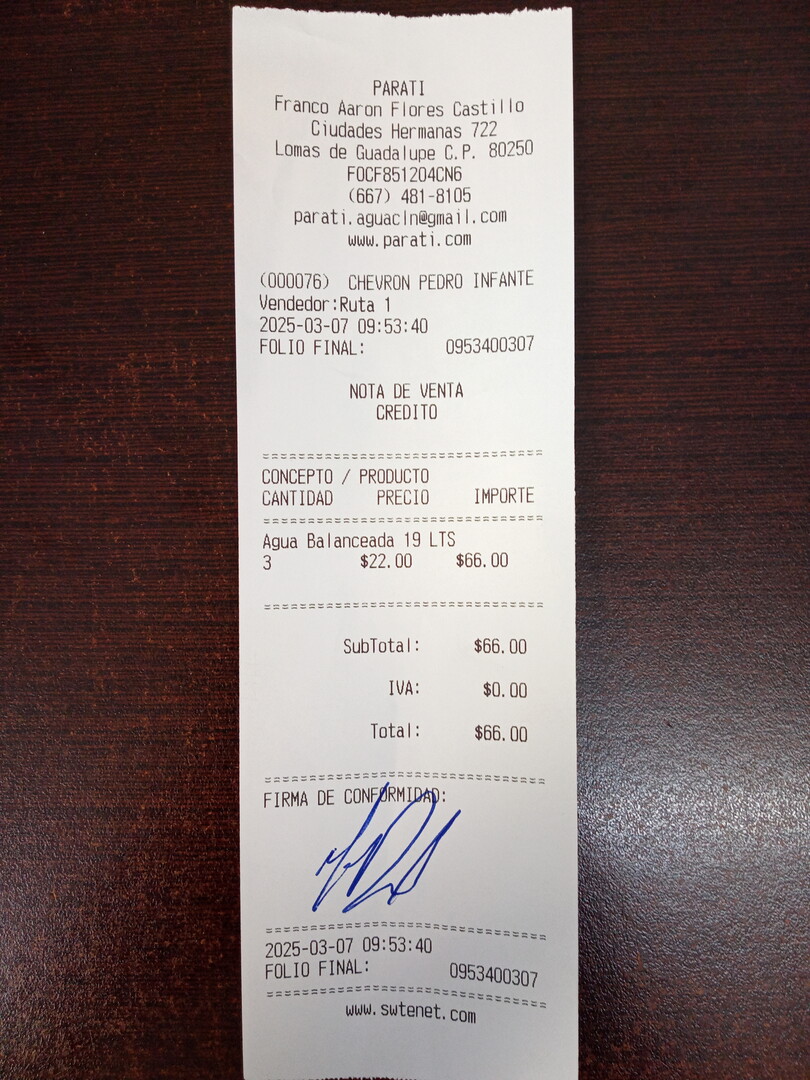 PARATI
Franco Aaron Flores Castillo
Ciudades Hermanas 722
Lomas de Guadalupe C.P. 80250
FOCF851204CN6
(667) 481-8105
parati.aguacln@gmail.com
www.parati.com
(000076) CHEVRON PEDRO INFANTE
Vendedor:Ruta 1
2025-03-07 09:53:40
FOLIO FINAL: 0953400307
NOTA DE VENTA
CREDITO
CONCEPTO / PRODUCTO
CANTIDAD PRECIO IMPORTE
Agua Balanceada 19 LTS
3 $22.00 $66.00
SubTotal: $66.00
IVA: $0.00
Total: $66.00
FIRMA DE CONFORMIDAD:
2025-03-07 09:53:40
FOLIO FINAL: 0953400307
www.swtenet.com